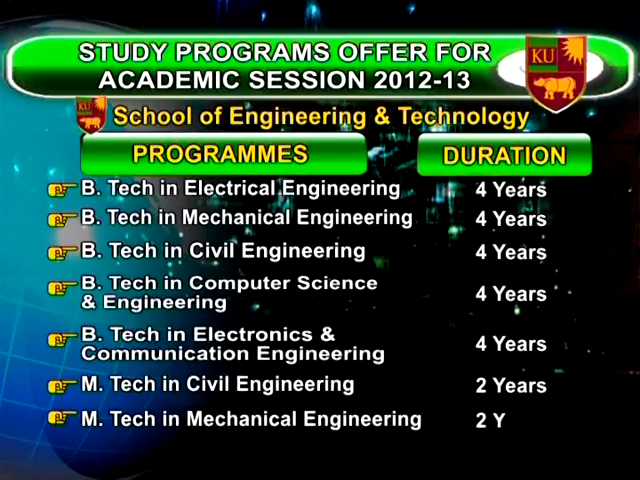 STUDY PROGRAMS OFFER FOR
ACADEMIC SESSION 2012-13
KU
KU
School of Engineering & Technology
PROGRAMMES DURATION
B. Tech in Electrical Engineering 4 Years
B. Tech in Mechanical Engineering 4 Years
B. Tech in Civil Engineering 4 Years
B. Tech in Computer Science
& Engineering 4 Years
B. Tech in Electronics &
Communication Engineering 4 Years
M. Tech in Civil Engineering 2 Years
M. Tech in Mechanical Engineering 2 Y